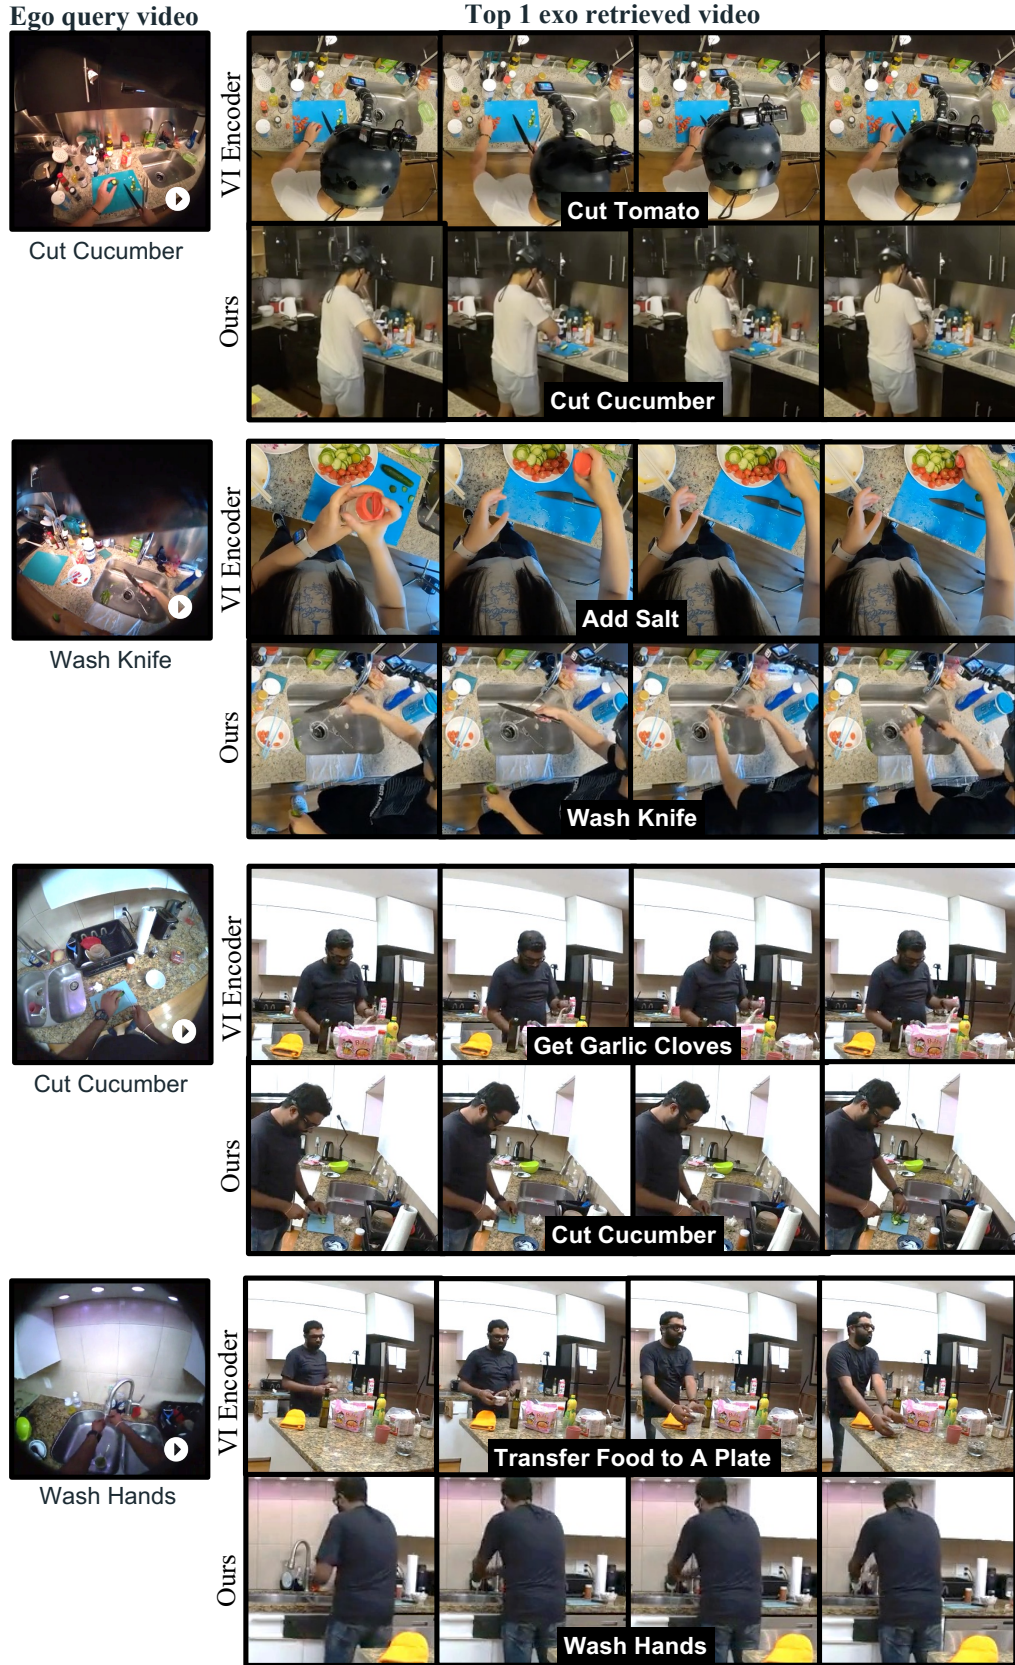 Ego query video
Top 1 exo retrieved video
VI Encoder
Cut Tomato
Cut Cucumber
Ours
Cut Cucumber
VI Encoder
Add Salt
Wash Knife
Ours
Wash Knife
VI Encoder
Get Garlic Cloves
Cut Cucumber
Ours
Cut Cucumber
VI Encoder
Transfer Food to A Plate
Wash Hands
Ours
Wash Hands